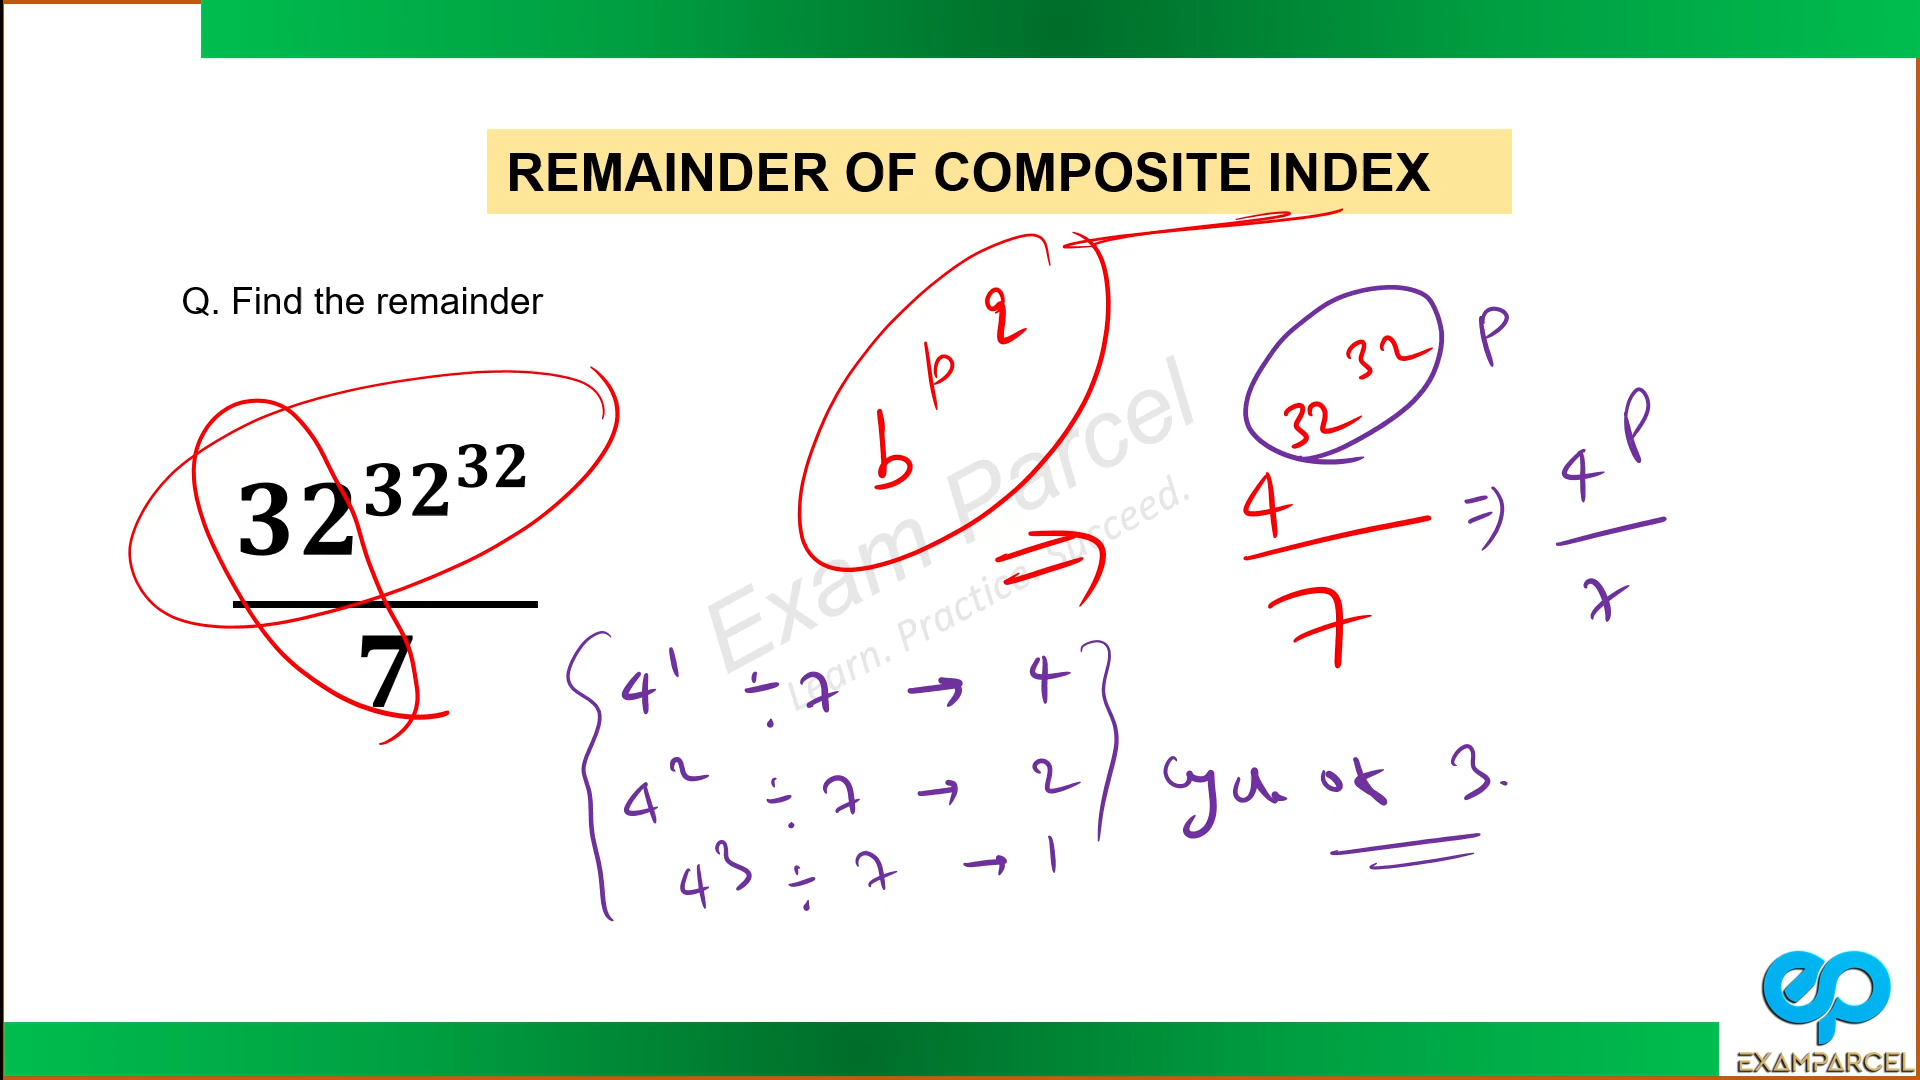 REMAINDER OF COMPOSITE INDEX
Q. Find the remainder
32^32^32
7
b^p^q
4^32^32
7
P
⇒
4^P
7
4^1 ÷ 7 → 4
4^2 ÷ 7 → 2
4^3 ÷ 7 → 1
cycle of 3.
Exam Parcel
Learn. Practice. Succeed.
ep
EXAMPARCEL